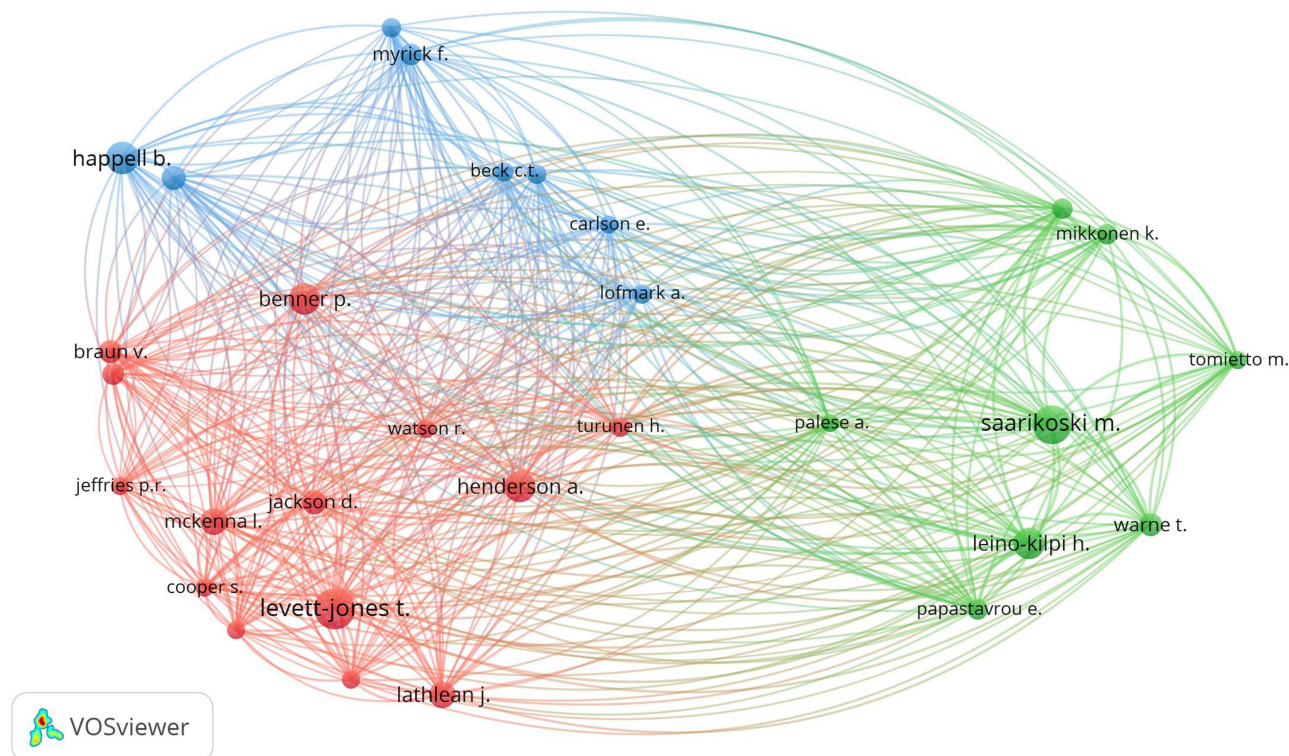 myrick f.
happell b.
beck c.t.
carlson e.
mikkonen k.
lofmark a.
benner p.
braun v.
tomietto m.
saarikoski m.
palese a.
turunen h.
watson r.
jeffries p.r.
henderson a.
jackson d.
mckenna l.
warne t.
leino-kilpi h.
cooper s.
levett-jones t.
papastavrou e.
lathlean j.
VOSviewer